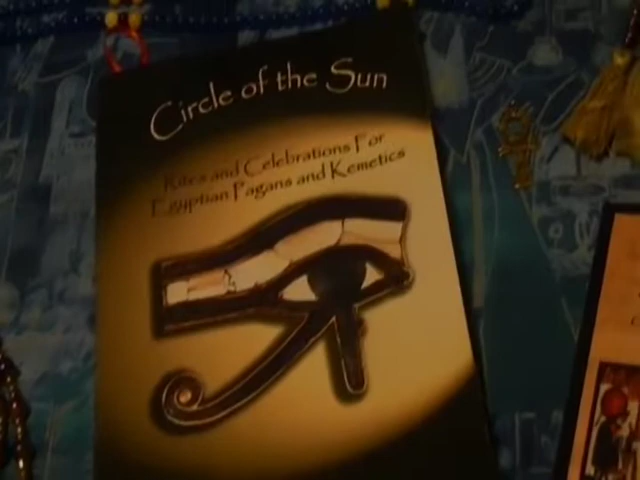 Circle of the Sun
Rites and Celebrations For
Egyptian Pagans and Kemetics